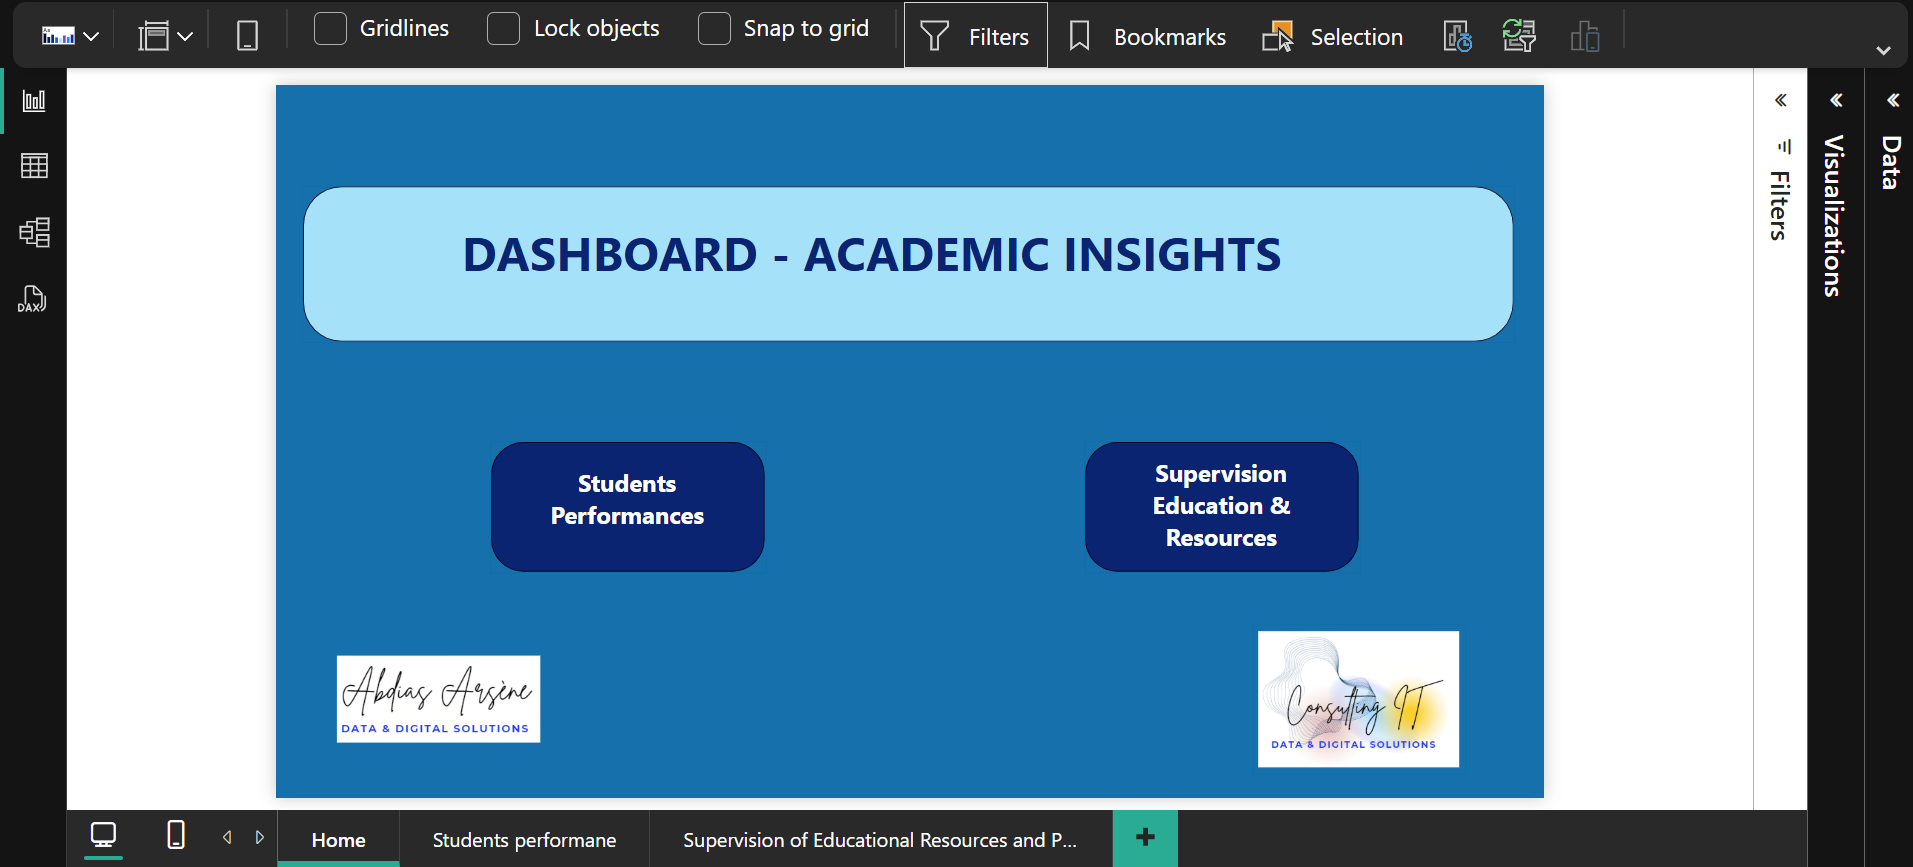 Gridlines
Lock objects
Snap to grid
Filters
Bookmarks
Selection
Filters
Visualizations
Data
DAX
DASHBOARD - ACADEMIC INSIGHTS
Students
Performances
Supervision
Education &
Resources
Abdias Arsène
DATA & DIGITAL SOLUTIONS
Consulting IT
DATA & DIGITAL SOLUTIONS
Home
Students performane
Supervision of Educational Resources and P...